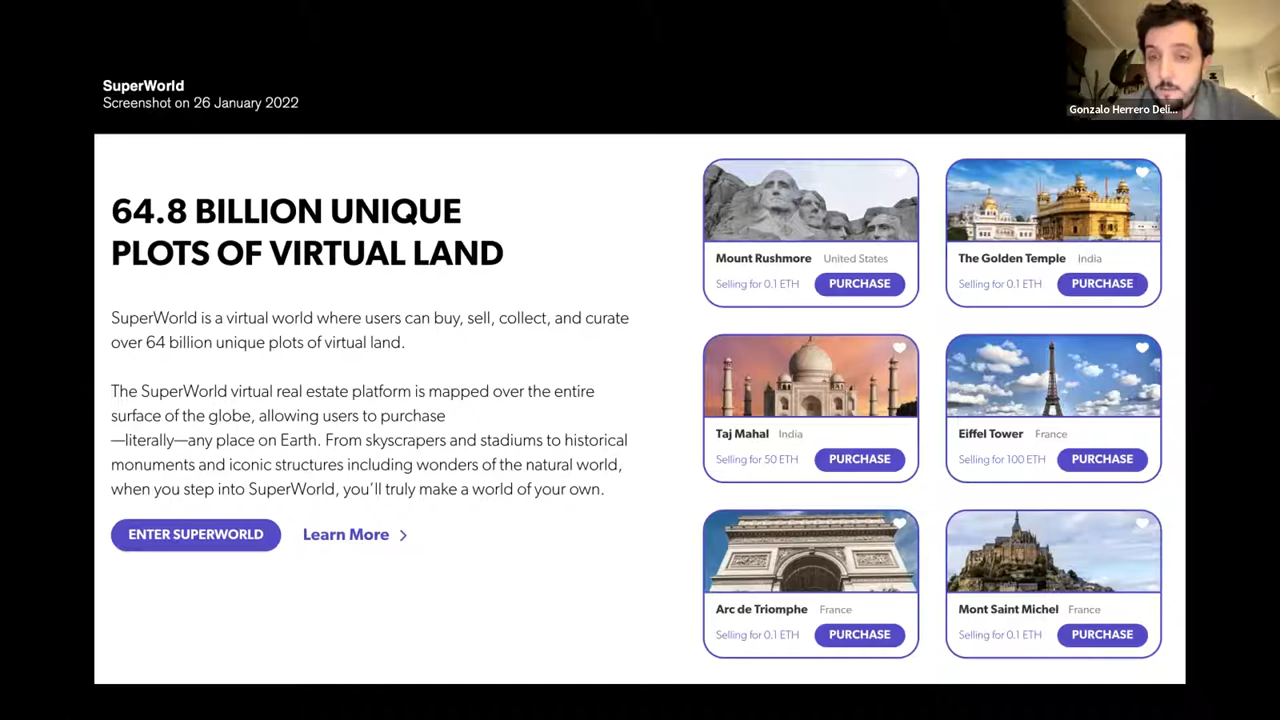 SuperWorld
Screenshot on 26 January 2022
Gonzalo Herrero Deli...
64.8 BILLION UNIQUE
PLOTS OF VIRTUAL LAND
SuperWorld is a virtual world where users can buy, sell, collect, and curate
over 64 billion unique plots of virtual land.
The SuperWorld virtual real estate platform is mapped over the entire
surface of the globe, allowing users to purchase
—literally—any place on Earth. From skyscrapers and stadiums to historical
monuments and iconic structures including wonders of the natural world,
when you step into SuperWorld, you'll truly make a world of your own.
ENTER SUPERWORLD
Learn More >
Mount Rushmore United States
Selling for 0.1 ETH PURCHASE
The Golden Temple India
Selling for 0.1 ETH PURCHASE
Taj Mahal India
Selling for 50 ETH PURCHASE
Eiffel Tower France
Selling for 100 ETH PURCHASE
Arc de Triomphe France
Selling for 0.1 ETH PURCHASE
Mont Saint Michel France
Selling for 0.1 ETH PURCHASE